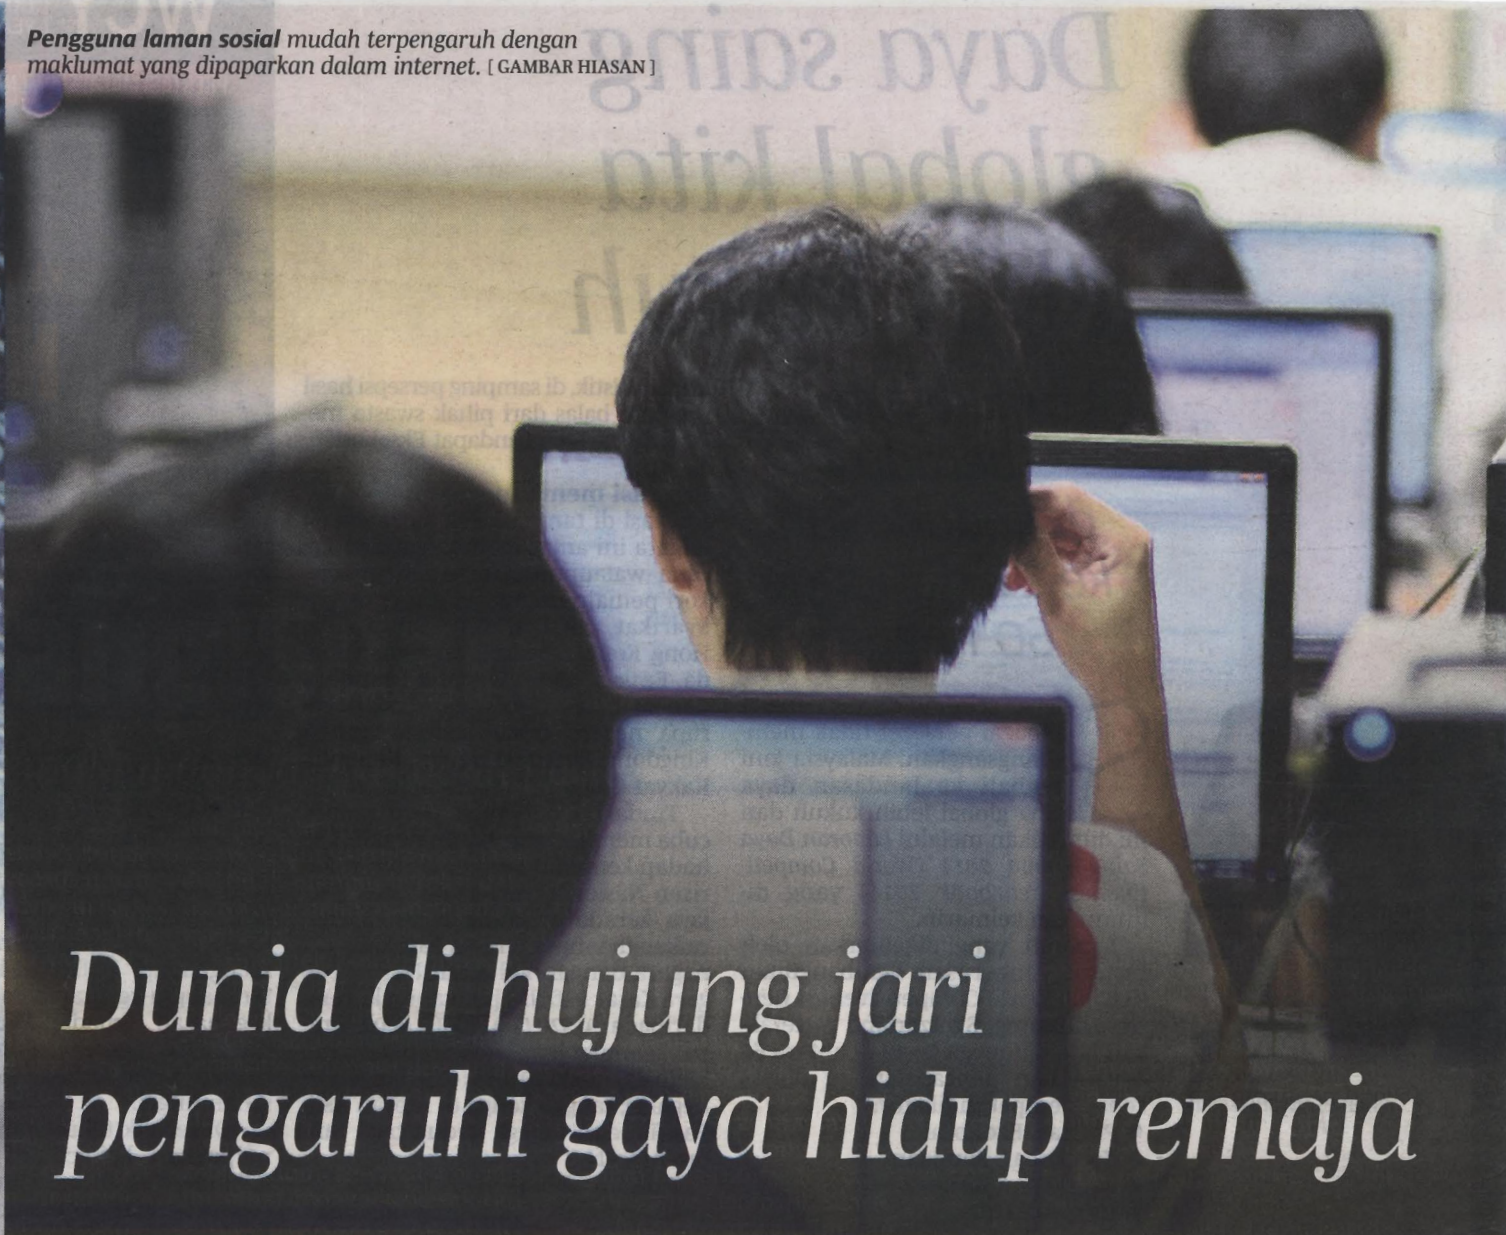 Pengguna laman sosial mudah terpengaruh dengan
maklumat yang dipaparkan dalam internet. [ GAMBAR HIASAN ]
Dunia di hujung jari
pengaruhi gaya hidup remaja